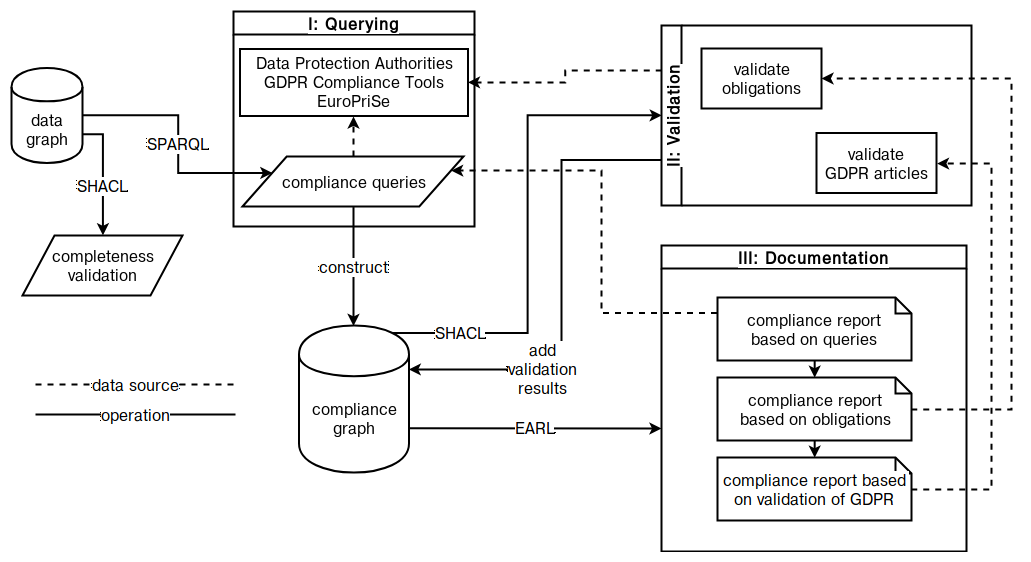 I: Querying
Data Protection Authorities
GDPR Compliance Tools
EuroPriSe
compliance queries
data
graph
SPARQL
SHACL
completeness
validation
construct
II: Validation
validate
obligations
validate
GDPR articles
III: Documentation
compliance report
based on queries
compliance report
based on obligations
compliance report based
on validation of GDPR
SHACL
add
validation
results
compliance
graph
EARL
data source
operation